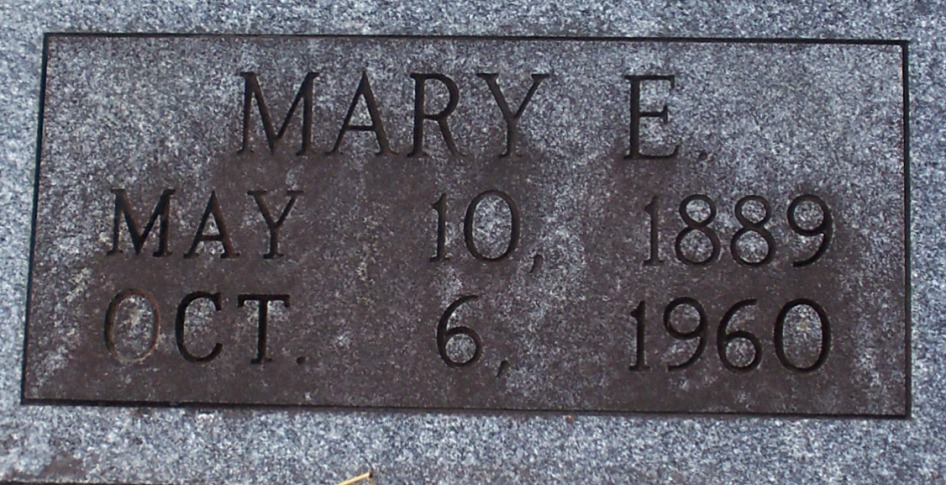 MARY E.
MAY 10, 1889
OCT. 6, 1960